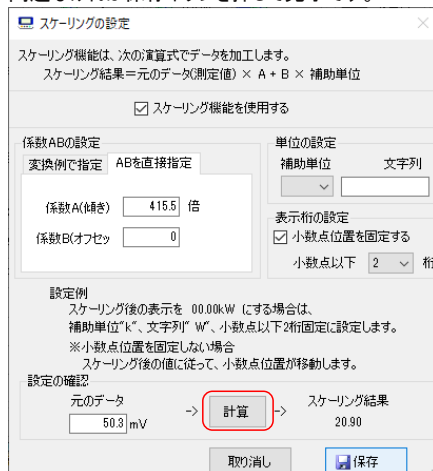 スケーリングの設定
スケーリング機能は、次の演算式でデータを加工します。
スケーリング結果=元のデータ(測定値) × A + B × 補助単位
スケーリング機能を使用する
係数ABの設定
変換例で指定 ABを直接指定
係数A(傾き) 415.5 倍
係数B(オフセッ 0
単位の設定
補助単位 文字列
表示桁の設定
小数点位置を固定する
小数点以下 2 桁
設定例
スケーリング後の表示を 00.00kW にする場合は、
補助単位"k"、文字列" W"、小数点以下2桁固定に設定します。
※小数点位置を固定しない場合
スケーリング後の値に従って、小数点位置が移動します。
設定の確認
元のデータ
50.3 mV
-> 計算 ->
スケーリング結果
20.90
取り消し 保存